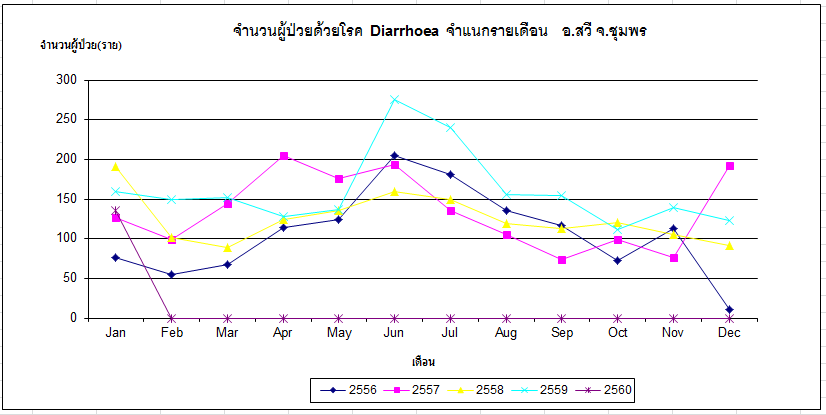 จำนวนผู้ป่วยด้วยโรค Diarrhoea จำแนกรายเดือน อ.สวี จ.ชุมพร
จำนวนผู้ป่วย(ราย)
300
250
200
150
100
50
0
Jan Feb Mar Apr May Jun Jul Aug Sep Oct Nov Dec
เดือน
2556 2557 2558 2559 2560